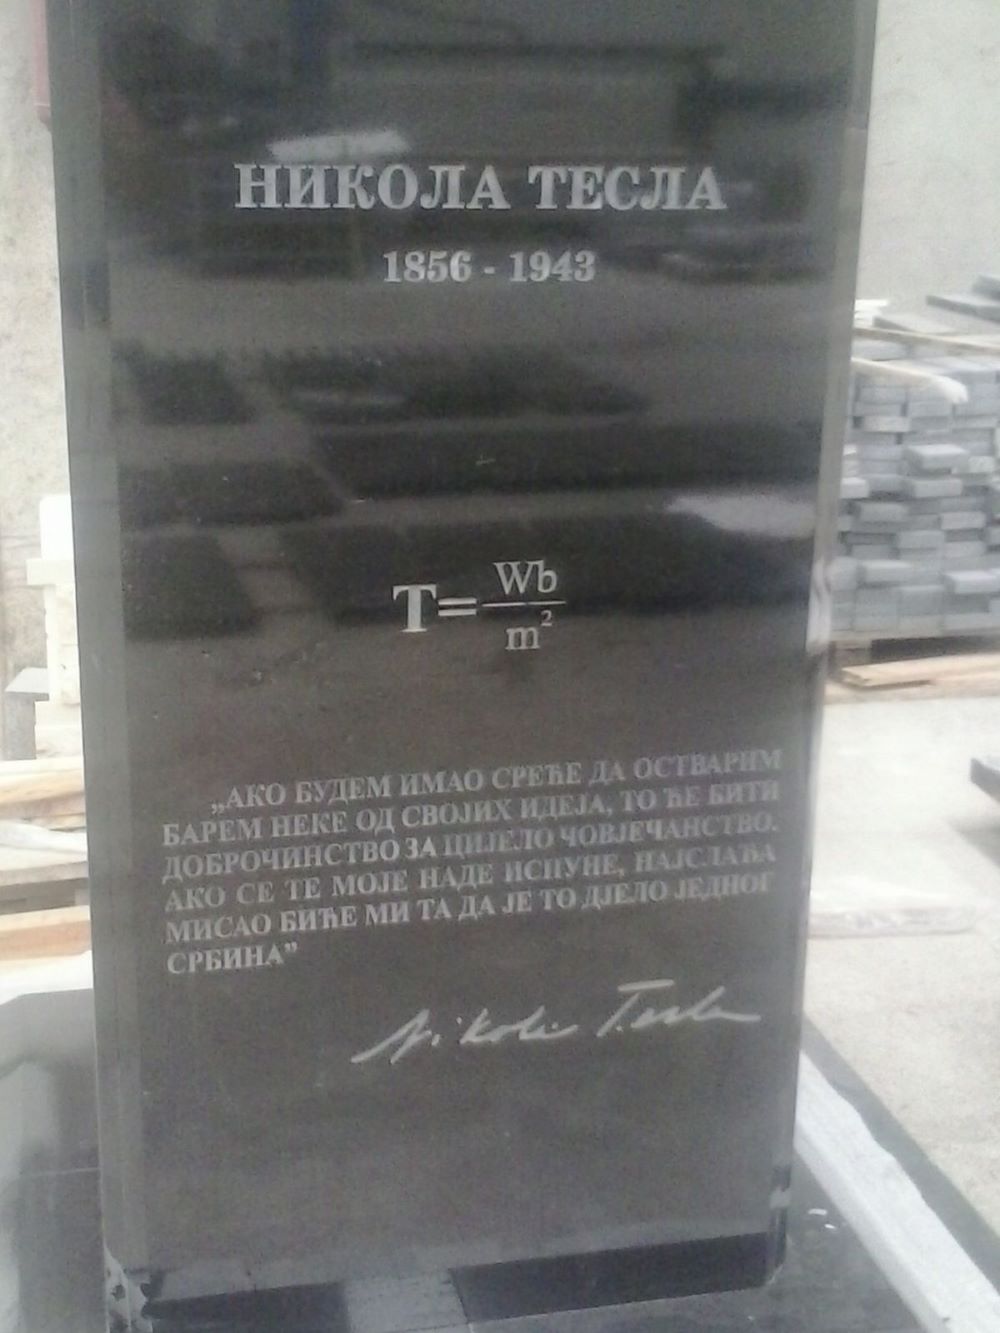 НИКОЛА ТЕСЛА
1856 - 1943
T= Wb/m²
„АКО БУДЕМ ИМАО СРЕЋЕ ДА ОСТВАРИМ
БАРЕМ НЕКЕ ОД СВОЈИХ ИДЕЈА, ТО ЋЕ БИТИ
ДОБРОЧИНСТВО ЗА ЦИЈЕЛО ЧОВЈЕЧАНСТВО.
АКО СЕ ТЕ МОЈЕ НАДЕ ИСПУНЕ, НАЈСЛАЂА
МИСАО БИЋЕ МИ ТА ДА ЈЕ ТО ДЈЕЛО ЈЕДНОГ
СРБИНА”
Nikola Tesla